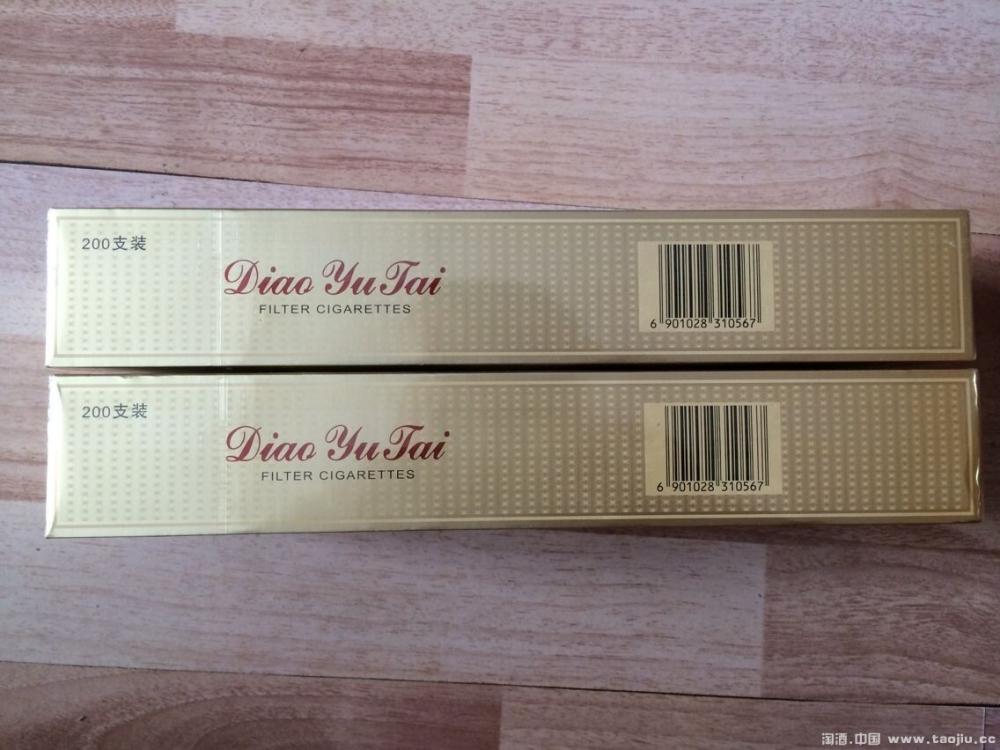 200支装
Diao Yu Tai
FILTER CIGARETTES
6 901028 310567
200支装
Diao Yu Tai
FILTER CIGARETTES
6 901028 310567
淘酒.中国 www.taojiu.cc